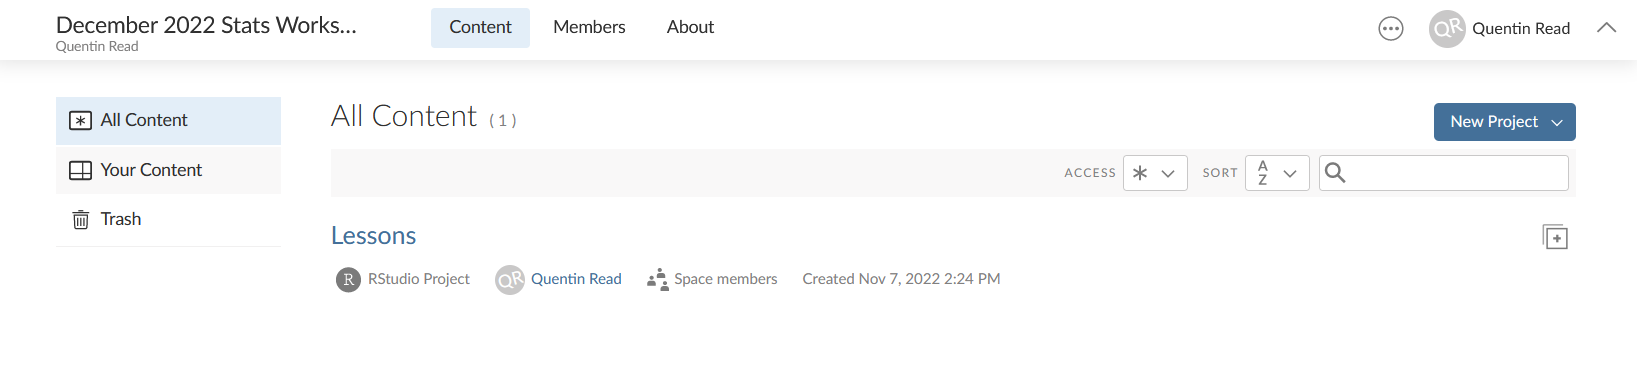 December 2022 Stats Works...
Quentin Read
Content Members About
QR Quentin Read
All Content
Your Content
Trash
All Content (1)
New Project
ACCESS * SORT A Z
Lessons
R RStudio Project QR Quentin Read Space members Created Nov 7, 2022 2:24 PM